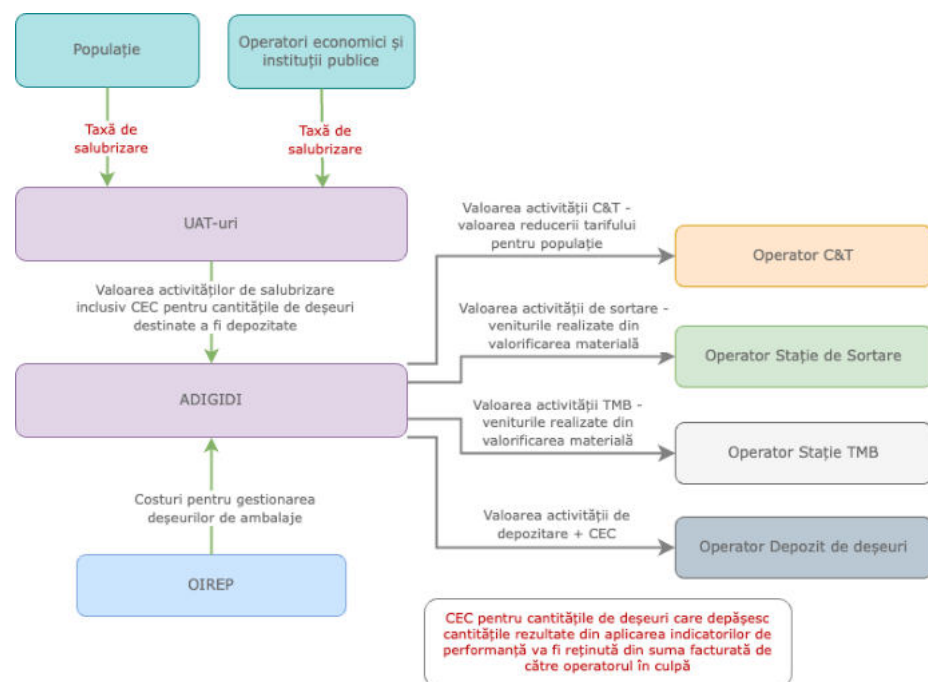 Populație
Operatori economici și
instituții publice
Taxă de
salubrizare
Taxă de
salubrizare
UAT-uri
Valoarea activităților de salubrizare
inclusiv CEC pentru cantitățile de deșeuri
destinate a fi depozitate
ADIGIDI
Costuri pentru gestionarea
deșeurilor de ambalaje
OIREP
Valoarea activității C&T -
valoarea reducerii tarifului
pentru populație
Operator C&T
Valoarea activității de sortare -
veniturile realizate din
valorificarea materială
Operator Stație de Sortare
Valoarea activității TMB -
veniturile realizate din
valorificarea materială
Operator Stație TMB
Valoarea activității de
depozitare + CEC
Operator Depozit de deșeuri
CEC pentru cantitățile de deșeuri care depășesc
cantitățile rezultate din aplicarea indicatorilor de
performanță va fi reținută din suma facturată de
către operatorul în culpă